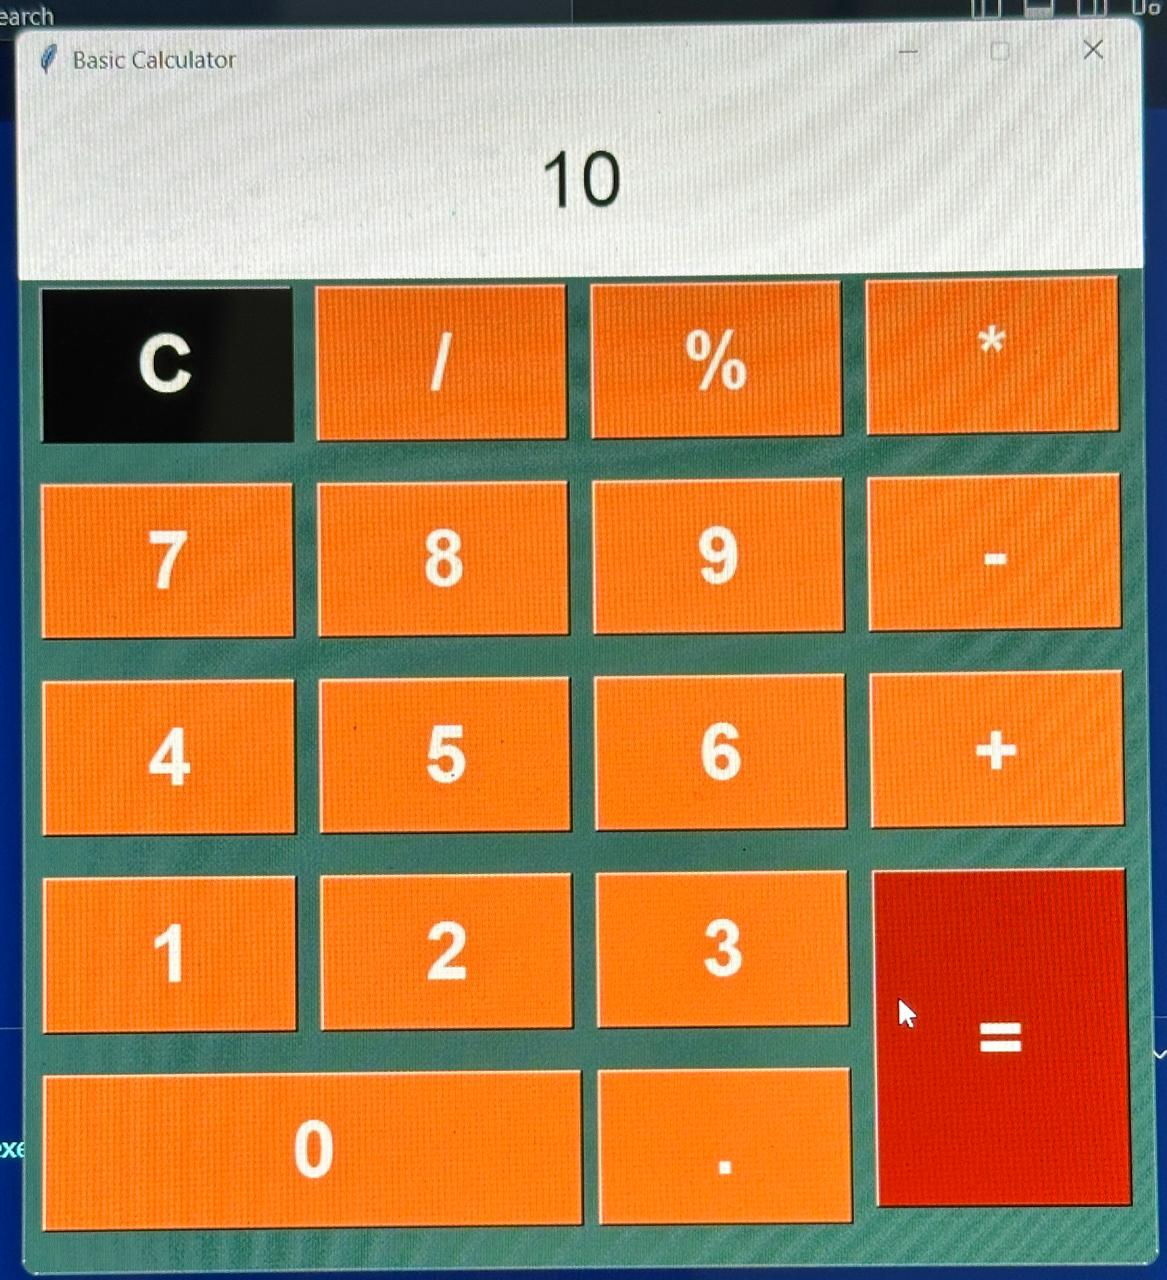 earch
Basic Calculator
10
C / % *
7 8 9 -
4 5 6 +
1 2 3
=
0 .
exe